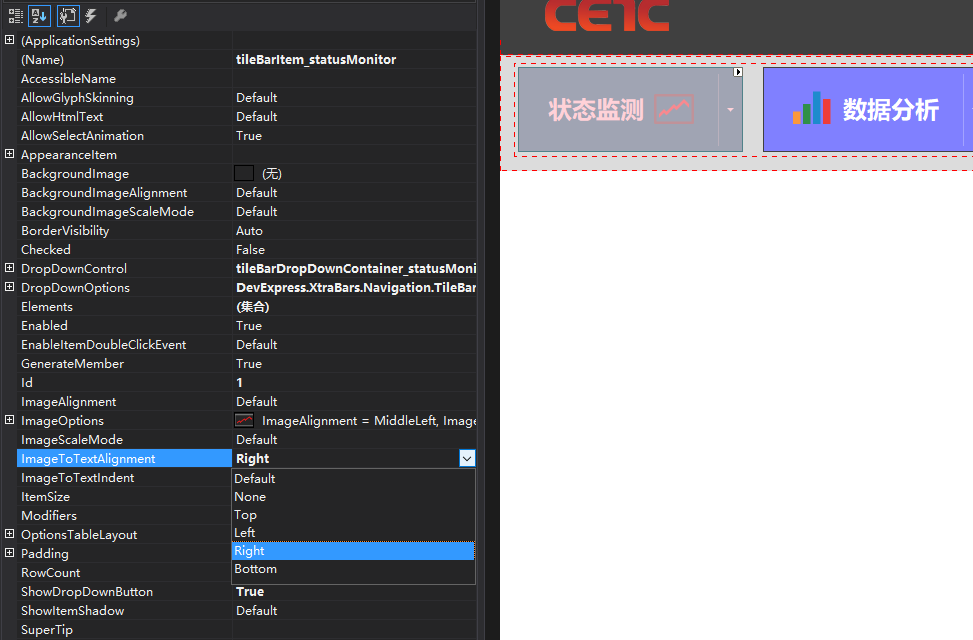 (ApplicationSettings)
(Name) tileBarItem_statusMonitor
AccessibleName
AllowGlyphSkinning Default
AllowHtmlText Default
AllowSelectAnimation True
AppearanceItem
BackgroundImage (无)
BackgroundImageAlignment Default
BackgroundImageScaleMode Default
BorderVisibility Auto
Checked False
DropDownControl tileBarDropDownContainer_statusMoni
DropDownOptions DevExpress.XtraBars.Navigation.TileBar
Elements (集合)
Enabled True
EnableItemDoubleClickEvent Default
GenerateMember True
Id 1
ImageAlignment Default
ImageOptions ImageAlignment = MiddleLeft, Image
ImageScaleMode Default
ImageToTextAlignment Right
ImageToTextIndent
ItemSize
Modifiers
OptionsTableLayout
Padding
RowCount
Default
None
Top
Left
Right
Bottom
ShowDropDownButton True
ShowItemShadow Default
SuperTip
CETC
状态监测
数据分析